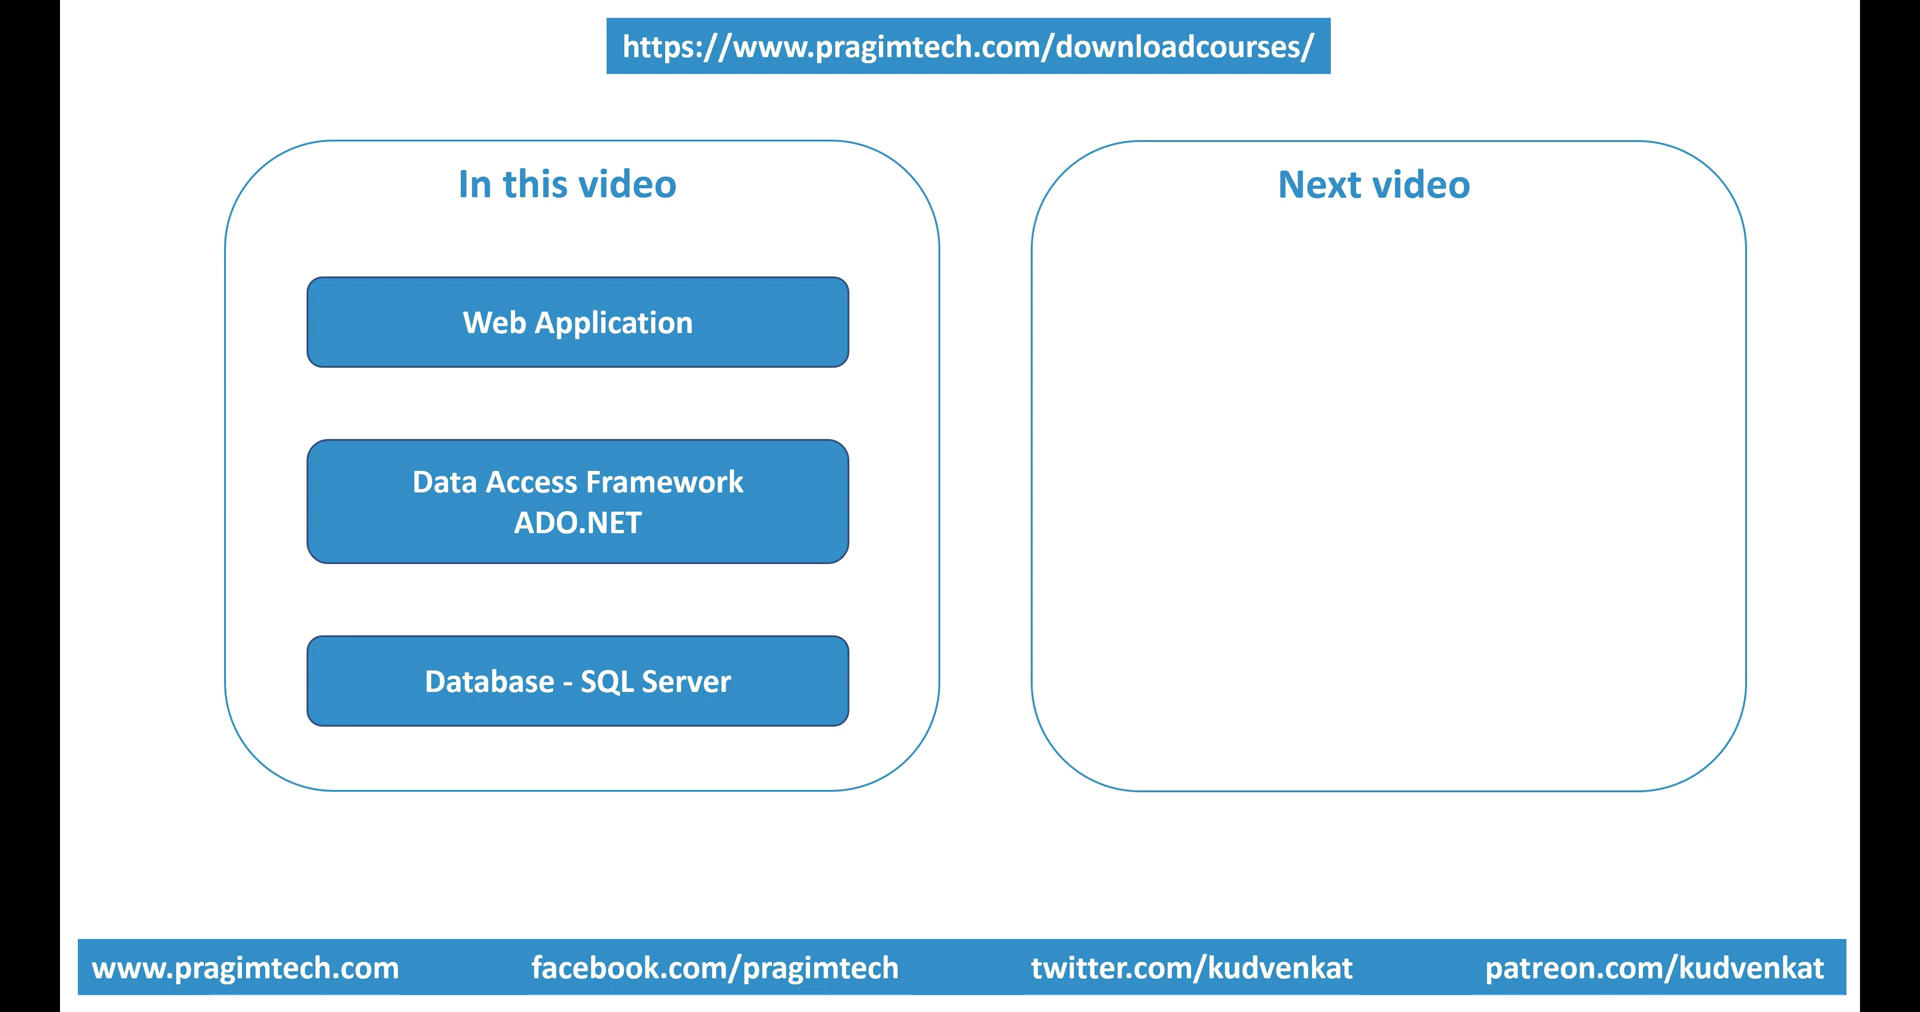 https://www.pragimtech.com/downloadcourses/
In this video
Web Application
Data Access Framework
ADO.NET
Database - SQL Server
Next video
www.pragimtech.com
facebook.com/pragimtech
twitter.com/kudvenkat
patreon.com/kudvenkat